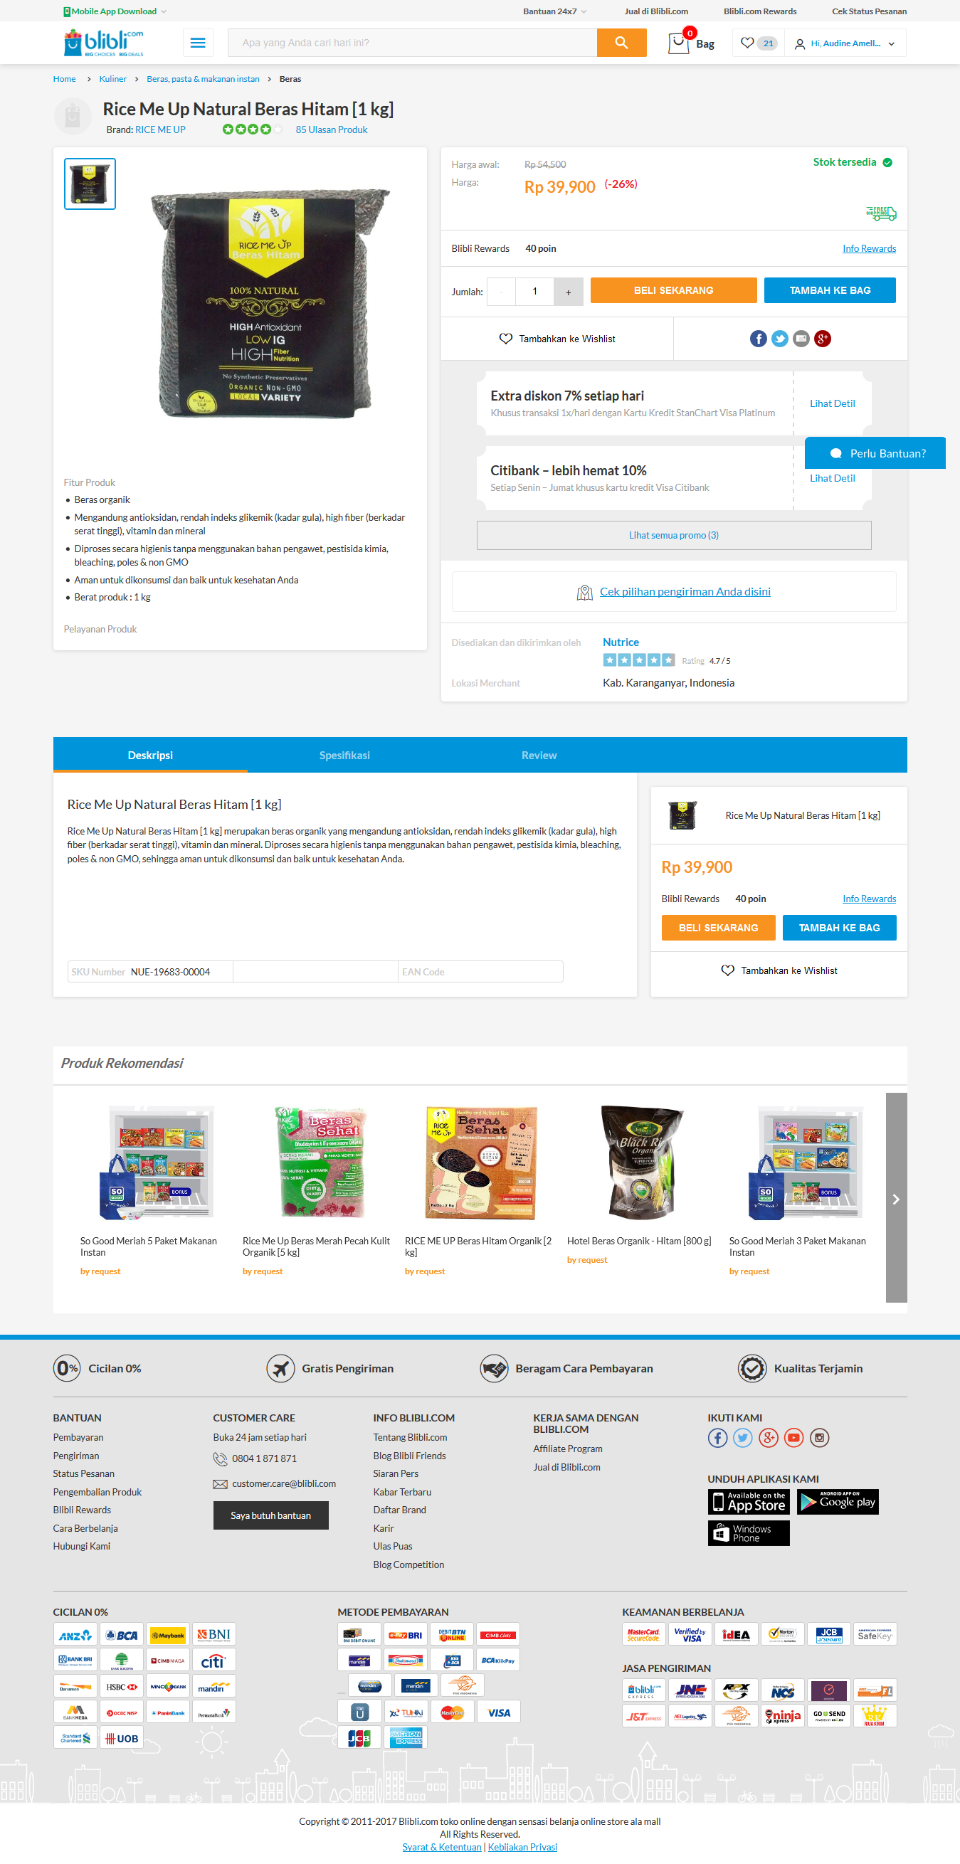 Mobile App Download
Bantuan 24x7
Jual di Blibli.com
Blibli.com Rewards
Cek Status Pesanan
blibli.com
BIG CHOICES BIG DEALS
Apa yang Anda cari hari ini?
0
Bag
21
Hi, Audine Amell...
Home > Kuliner > Beras, pasta & makanan instan > Beras
Rice Me Up Natural Beras Hitam [1 kg]
Brand: RICE ME UP
85 Ulasan Produk
RICE ME UP
Beras Hitam
100% NATURAL
HIGH Antioxidant
LOW IG
HIGH Fiber Nutrition
No Synthetic Preservatives
ORGANIC NON-GMO
LOCAL VARIETY
Fitur Produk
• Beras organik
• Mengandung antioksidan, rendah indeks glikemik (kadar gula), high fiber (berkadar
serat tinggi), vitamin dan mineral
• Diproses secara higienis tanpa menggunakan bahan pengawet, pestisida kimia,
bleaching, poles & non GMO
• Aman untuk dikonsumsi dan baik untuk kesehatan Anda
• Berat produk : 1 kg
Pelayanan Produk
Harga awal: Rp 54,500
Stok tersedia
Harga: Rp 39,900 (-26%)
FREE SHIPPING
Blibli Rewards 40 poin
Info Rewards
Jumlah: - 1 +
BELI SEKARANG
TAMBAH KE BAG
Tambahkan ke Wishlist
Extra diskon 7% setiap hari
Khusus transaksi 1x/hari dengan Kartu Kredit StanChart Visa Platinum
Lihat Detil
Perlu Bantuan?
Citibank – lebih hemat 10%
Setiap Senin – Jumat khusus kartu kredit Visa Citibank
Lihat Detil
Lihat semua promo (3)
Cek pilihan pengiriman Anda disini
Disediakan dan dikirimkan oleh Nutrice
Rating 4.7 / 5
Lokasi Merchant Kab. Karanganyar, Indonesia
Deskripsi
Spesifikasi
Review
Rice Me Up Natural Beras Hitam [1 kg]
Rice Me Up Natural Beras Hitam [1 kg] merupakan beras organik yang mengandung antioksidan, rendah indeks glikemik (kadar gula), high
fiber (berkadar serat tinggi), vitamin dan mineral. Diproses secara higienis tanpa menggunakan bahan pengawet, pestisida kimia, bleaching,
poles & non GMO, sehingga aman untuk dikonsumsi dan baik untuk kesehatan Anda.
SKU Number NUE-19683-00004
EAN Code
Rice Me Up Natural Beras Hitam [1 kg]
Rp 39,900
Blibli Rewards 40 poin
Info Rewards
BELI SEKARANG
TAMBAH KE BAG
Tambahkan ke Wishlist
Produk Rekomendasi
So Good Meriah 5 Paket Makanan
Instan
by request
Rice Me Up Beras Merah Pecah Kulit
Organik [5 kg]
by request
RICE ME UP Beras Hitam Organik [2
kg]
by request
Hotel Beras Organik - Hitam [800 g]
by request
So Good Meriah 3 Paket Makanan
Instan
by request
0% Cicilan 0%
Gratis Pengiriman
Beragam Cara Pembayaran
Kualitas Terjamin
BANTUAN
Pembayaran
Pengiriman
Status Pesanan
Pengembalian Produk
Blibli Rewards
Cara Berbelanja
Hubungi Kami
CUSTOMER CARE
Buka 24 jam setiap hari
0804 1 871 871
customer.care@blibli.com
Saya butuh bantuan
INFO BLIBLI.COM
Tentang Blibli.com
Blog Blibli Friends
Siaran Pers
Kabar Terbaru
Daftar Brand
Karir
Ulas Puas
Blog Competition
KERJA SAMA DENGAN
BLIBLI.COM
Affiliate Program
Jual di Blibli.com
IKUTI KAMI
UNDUH APLIKASI KAMI
Available on the
App Store
ANDROID APP ON
Google play
Windows
Phone
CICILAN 0%
ANZ
BCA
Maybank
BNI
BANK BRI
CIMB NIAGA
citi
HSBC
mandiri
OCBC NISP
PaninBank
PermataBank
Standard Chartered
UOB
METODE PEMBAYARAN
BRI
CIMB CLICKS
mandiri
BCA KlikPay
mandiri
mandiri
MasterCard
VISA
JCB
KEAMANAN BERBELANJA
MasterCard SecureCode
Verified by VISA
idEA
Norton
JCB
SafeKey
JASA PENGIRIMAN
blibli EXPRESS
JNE
RPX
NCS
J&T EXPRESS
GO SEND
ninja xpress
Copyright © 2011-2017 Blibli.com toko online dengan sensasi belanja online store ala mall
All Rights Reserved.
Syarat & Ketentuan | Kebijakan Privasi